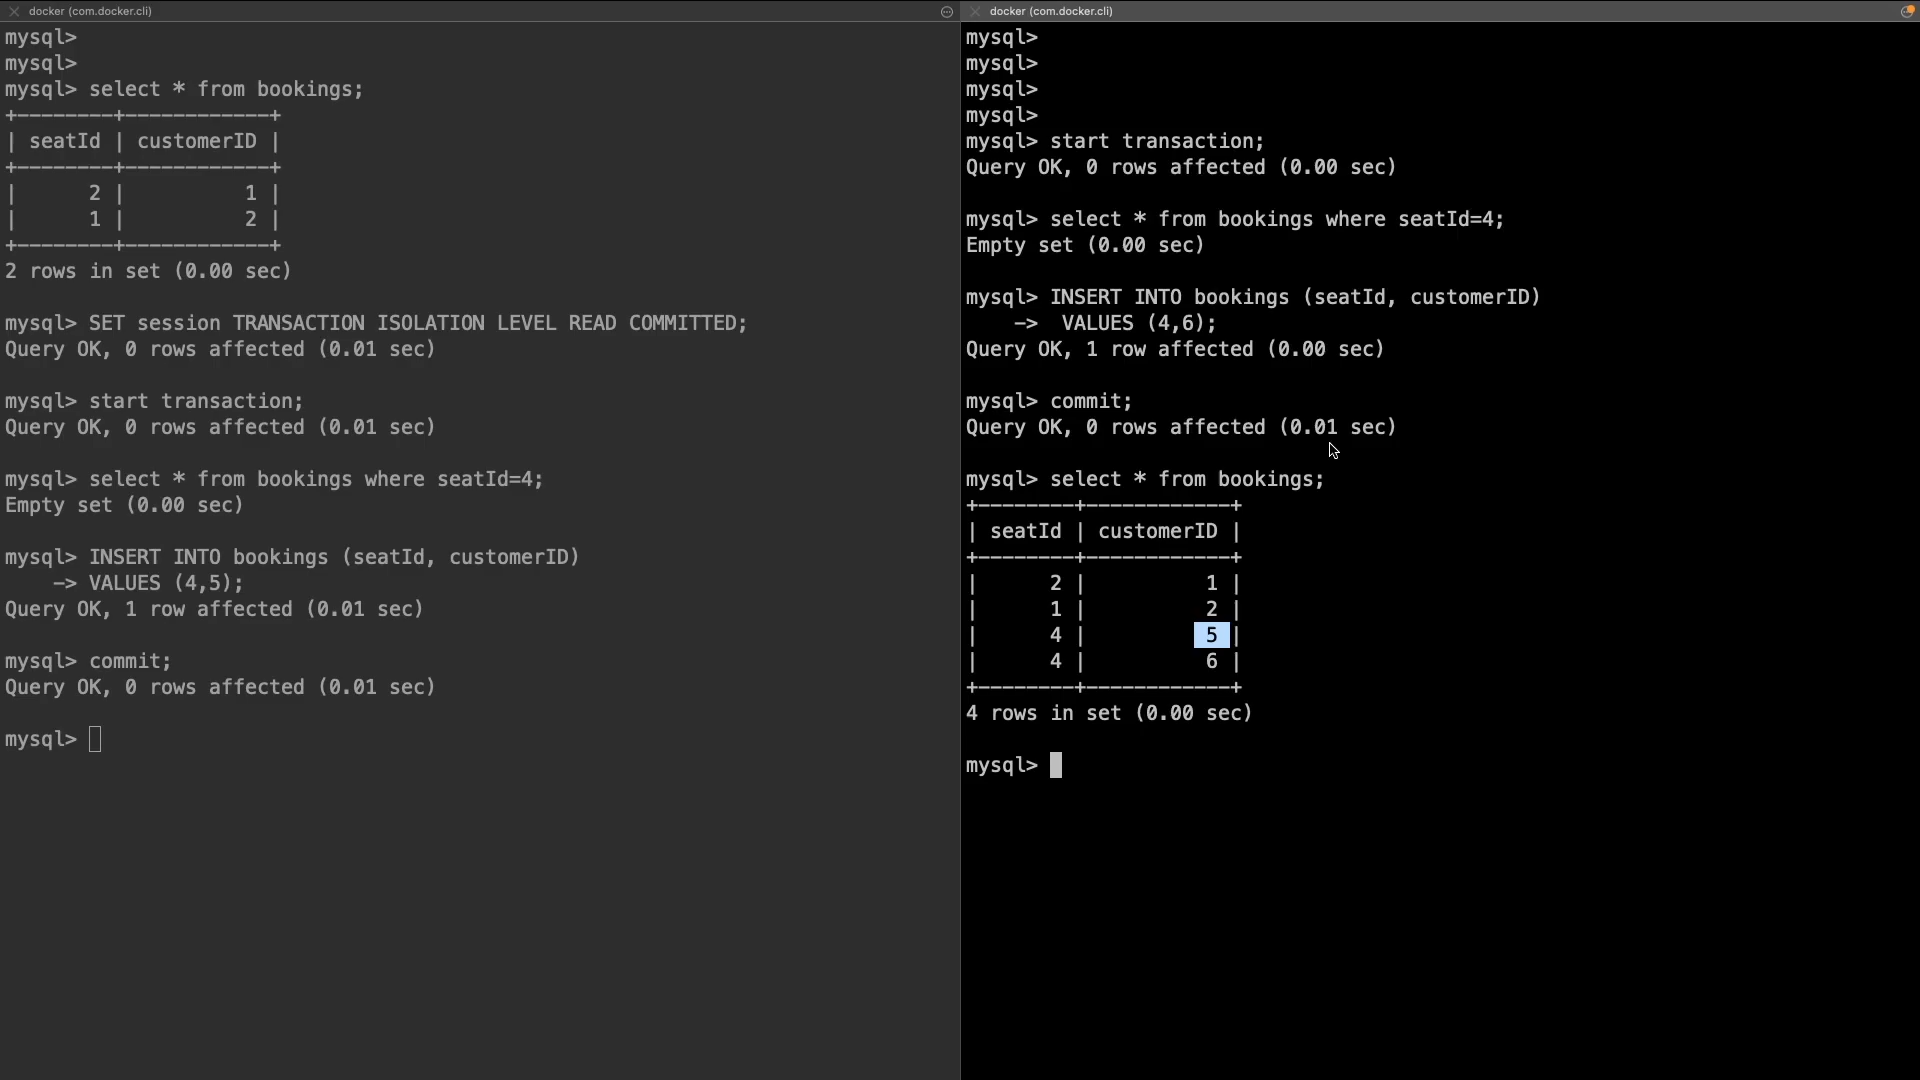 docker (com.docker.cli)
mysql>
mysql>
mysql> select * from bookings;
+--------+------------+
| seatId | customerID |
+--------+------------+
|      2 |          1 |
|      1 |          2 |
+--------+------------+
2 rows in set (0.00 sec)
mysql> SET session TRANSACTION ISOLATION LEVEL READ COMMITTED;
Query OK, 0 rows affected (0.01 sec)
mysql> start transaction;
Query OK, 0 rows affected (0.01 sec)
mysql> select * from bookings where seatId=4;
Empty set (0.00 sec)
mysql> INSERT INTO bookings (seatId, customerID)
    -> VALUES (4,5);
Query OK, 1 row affected (0.01 sec)
mysql> commit;
Query OK, 0 rows affected (0.01 sec)
mysql>
docker (com.docker.cli)
mysql>
mysql>
mysql>
mysql>
mysql> start transaction;
Query OK, 0 rows affected (0.00 sec)
mysql> select * from bookings where seatId=4;
Empty set (0.00 sec)
mysql> INSERT INTO bookings (seatId, customerID)
    ->  VALUES (4,6);
Query OK, 1 row affected (0.00 sec)
mysql> commit;
Query OK, 0 rows affected (0.01 sec)
mysql> select * from bookings;
+--------+------------+
| seatId | customerID |
+--------+------------+
|      2 |          1 |
|      1 |          2 |
|      4 |          5 |
|      4 |          6 |
+--------+------------+
4 rows in set (0.00 sec)
mysql>